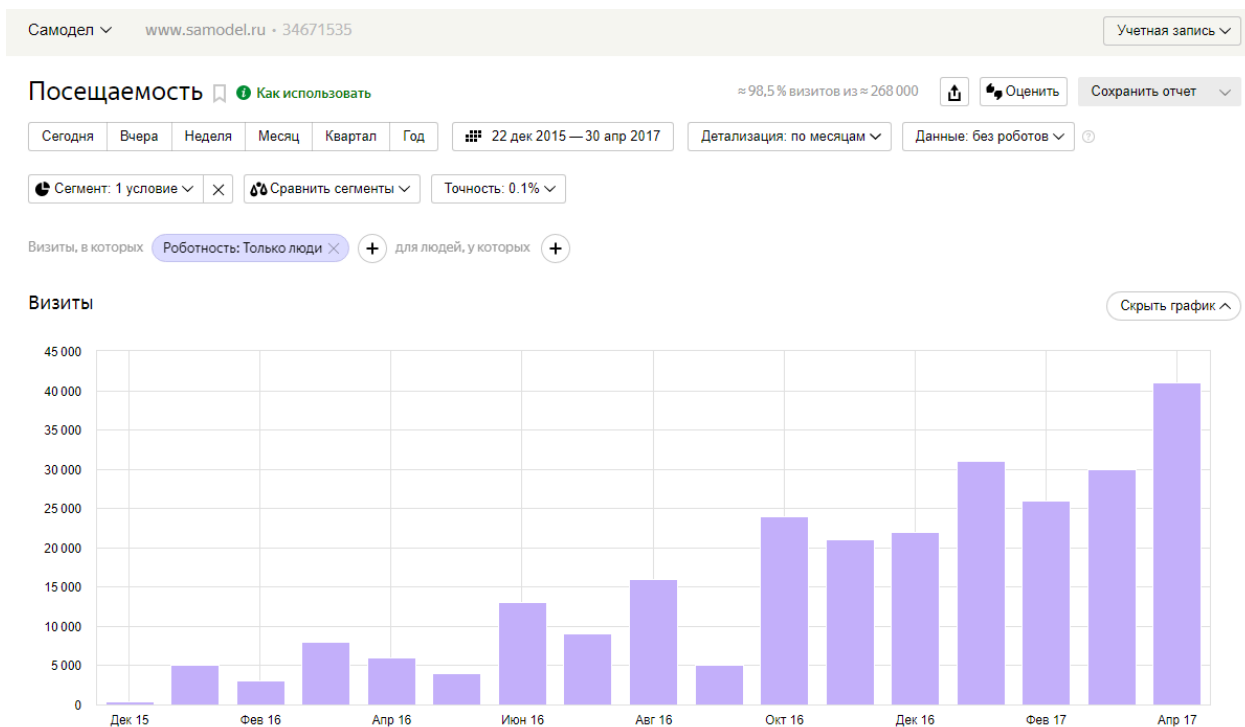 Самодел www.samodel.ru • 34671535 Учетная запись
Посещаемость Как использовать ≈ 98,5 % визитов из ≈ 268 000 Оценить Сохранить отчет
Сегодня Вчера Неделя Месяц Квартал Год 22 дек 2015 — 30 апр 2017 Детализация: по месяцам Данные: без роботов ?
Сегмент: 1 условие Сравнить сегменты Точность: 0.1%
Визиты, в которых Роботность: Только люди + для людей, у которых +
Визиты Скрыть график
45 000
40 000
35 000
30 000
25 000
20 000
15 000
10 000
5 000
0
Дек 15 Фев 16 Апр 16 Июн 16 Авг 16 Окт 16 Дек 16 Фев 17 Апр 17